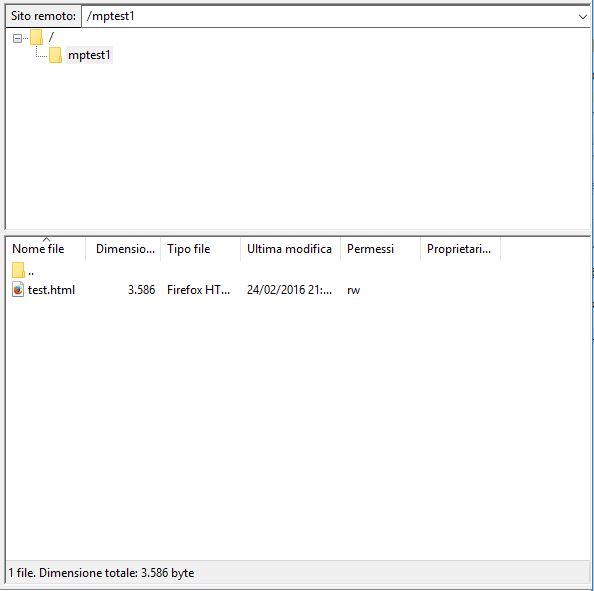 Sito remoto: /mptest1
/
mptest1
Nome file Dimensio... Tipo file Ultima modifica Permessi Proprietari...
..
test.html 3.586 Firefox HT... 24/02/2016 21:... rw
1 file. Dimensione totale: 3.586 byte